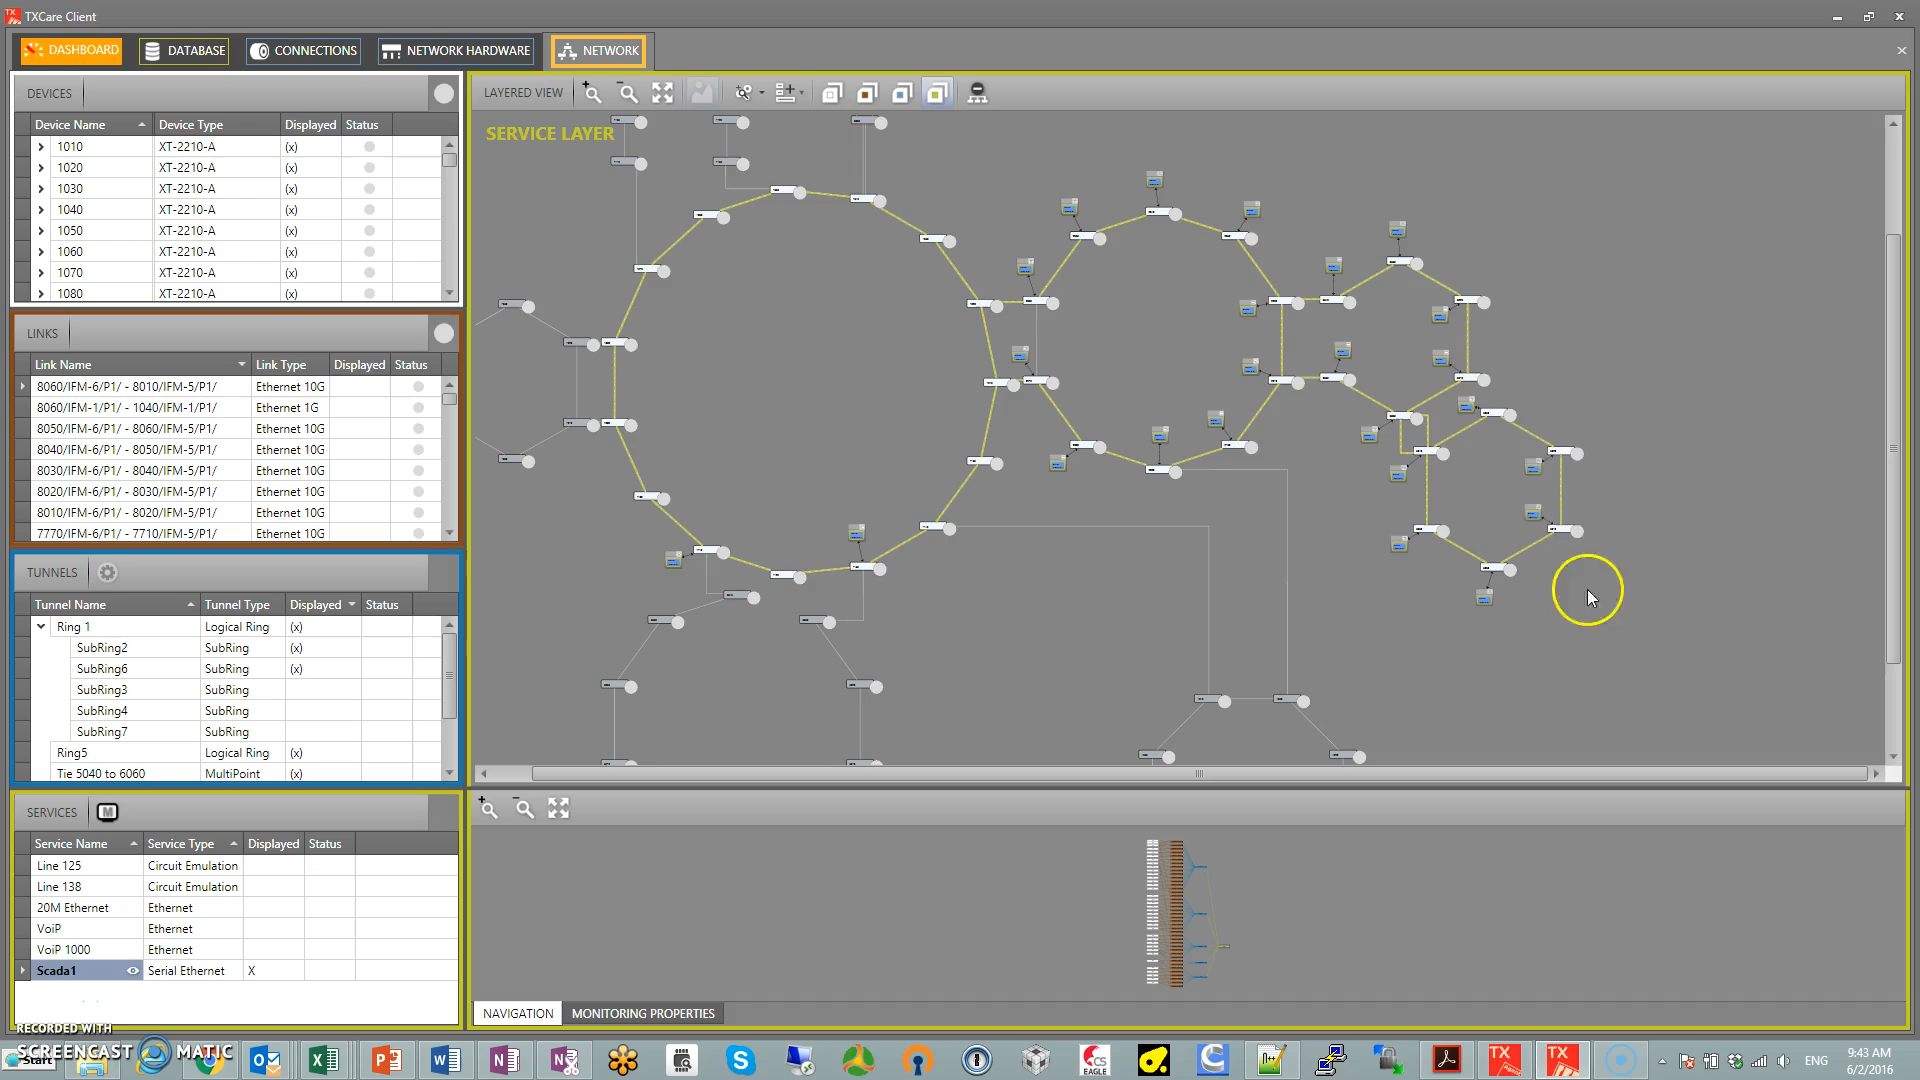 TXCare Client
DASHBOARD
DATABASE
CONNECTIONS
NETWORK HARDWARE
NETWORK
DEVICES
Device Name Device Type Displayed Status
1010 XT-2210-A (x)
1020 XT-2210-A (x)
1030 XT-2210-A (x)
1040 XT-2210-A (x)
1050 XT-2210-A (x)
1060 XT-2210-A (x)
1070 XT-2210-A (x)
1080 XT-2210-A (x)
LINKS
Link Name Link Type Displayed Status
8060/IFM-6/P1/ - 8010/IFM-5/P1/ Ethernet 10G
8060/IFM-1/P1/ - 1040/IFM-1/P1/ Ethernet 1G
8050/IFM-6/P1/ - 8060/IFM-5/P1/ Ethernet 10G
8040/IFM-6/P1/ - 8050/IFM-5/P1/ Ethernet 10G
8030/IFM-6/P1/ - 8040/IFM-5/P1/ Ethernet 10G
8020/IFM-6/P1/ - 8030/IFM-5/P1/ Ethernet 10G
8010/IFM-6/P1/ - 8020/IFM-5/P1/ Ethernet 10G
7770/IFM-6/P1/ - 7710/IFM-5/P1/ Ethernet 10G
TUNNELS
Tunnel Name Tunnel Type Displayed Status
Ring 1 Logical Ring (x)
SubRing2 SubRing (x)
SubRing6 SubRing (x)
SubRing3 SubRing
SubRing4 SubRing
SubRing7 SubRing
Ring5 Logical Ring (x)
Tie 5040 to 6060 MultiPoint (x)
SERVICES M
Service Name Service Type Displayed Status
Line 125 Circuit Emulation
Line 138 Circuit Emulation
20M Ethernet Ethernet
VoiP Ethernet
VoiP 1000 Ethernet
Scada1 Serial Ethernet X
LAYERED VIEW
SERVICE LAYER
NAVIGATION
MONITORING PROPERTIES
RECORDED WITH
SCREENCAST MATIC
Start
CS EAGLE
TX
TX
ENG
9:43 AM
6/2/2016